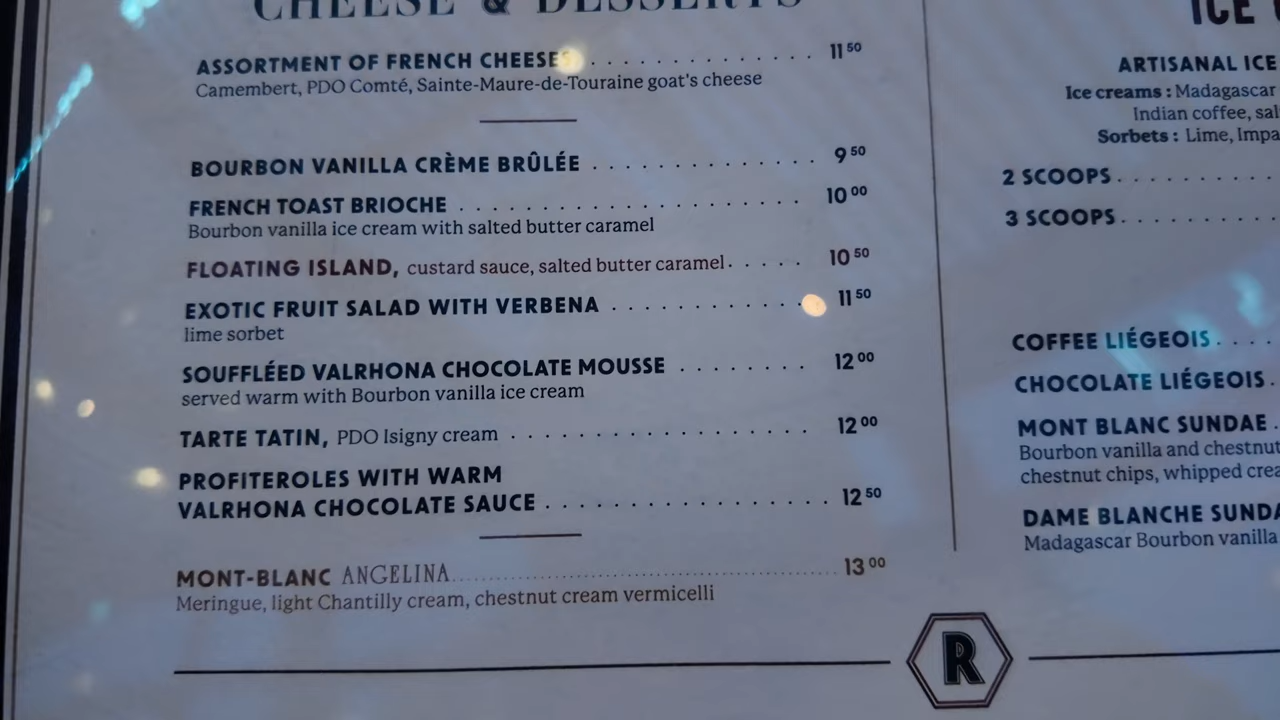 CHEESE & DESSERTS
ASSORTMENT OF FRENCH CHEESES . . . . . . . . . . . . 11 50
Camembert, PDO Comté, Sainte-Maure-de-Touraine goat's cheese
BOURBON VANILLA CRÈME BRÛLÉE . . . . . . . . . . . . 9 50
FRENCH TOAST BRIOCHE . . . . . . . . . . . . . . . . . . 10 00
Bourbon vanilla ice cream with salted butter caramel
FLOATING ISLAND, custard sauce, salted butter caramel. . . . . 10 50
EXOTIC FRUIT SALAD WITH VERBENA . . . . . . . . . . . 11 50
lime sorbet
SOUFFLÉED VALRHONA CHOCOLATE MOUSSE . . . . . . . 12 00
served warm with Bourbon vanilla ice cream
TARTE TATIN, PDO Isigny cream . . . . . . . . . . . . . . . . 12 00
PROFITEROLES WITH WARM
VALRHONA CHOCOLATE SAUCE . . . . . . . . . . . . . . . 12 50
MONT-BLANC ANGELINA........................ 13 00
Meringue, light Chantilly cream, chestnut cream vermicelli
R
ICE
ARTISANAL ICE
Ice creams : Madagascar
Indian coffee,
Sorbets : Lime,
2 SCOOPS . . . . . . . .
3 SCOOPS . . . . . . . .
COFFEE LIÉGEOIS . . . .
CHOCOLATE LIÉGEOIS .
MONT BLANC SUNDAE .
Bourbon vanilla and chestnut
chestnut chips, whipped
DAME BLANCHE
Madagascar Bourbon vanilla